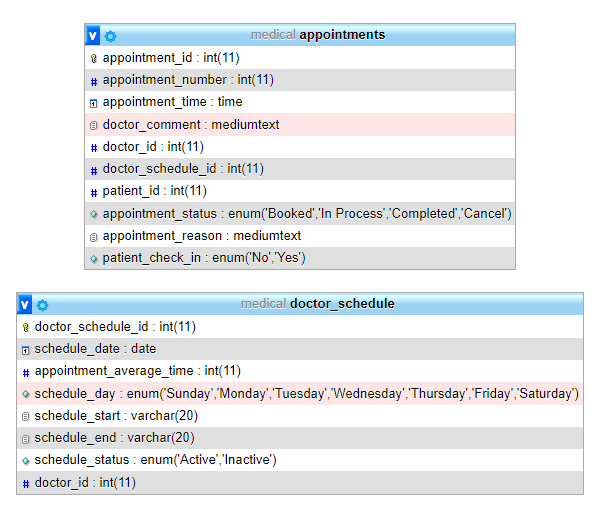 V medical appointments
appointment_id : int(11)
# appointment_number : int(11)
appointment_time : time
doctor_comment : mediumtext
# doctor_id : int(11)
# doctor_schedule_id : int(11)
# patient_id : int(11)
appointment_status : enum('Booked','In Process','Completed','Cancel')
appointment_reason : mediumtext
patient_check_in : enum('No','Yes')
V medical doctor_schedule
doctor_schedule_id : int(11)
schedule_date : date
# appointment_average_time : int(11)
schedule_day : enum('Sunday','Monday','Tuesday','Wednesday','Thursday','Friday','Saturday')
schedule_start : varchar(20)
schedule_end : varchar(20)
schedule_status : enum('Active','Inactive')
# doctor_id : int(11)